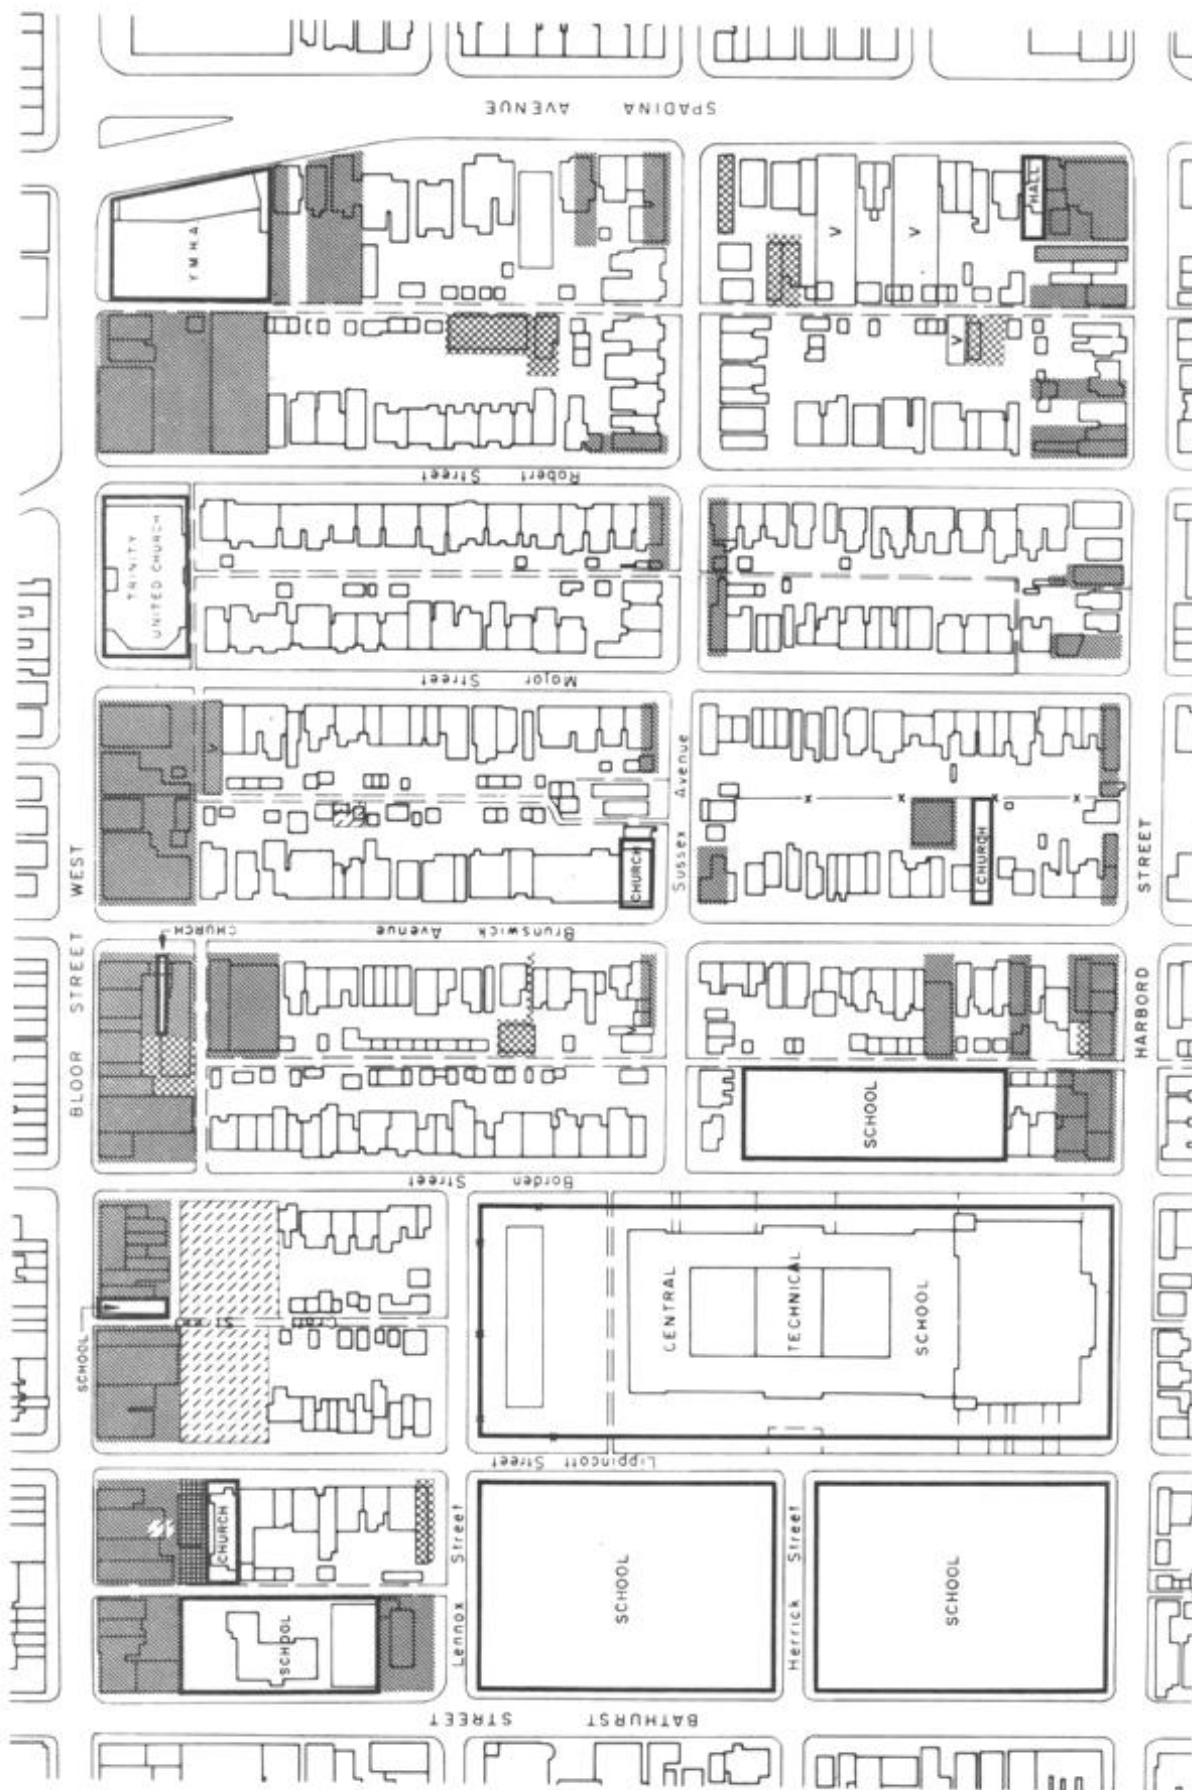 SPADINA AVENUE
HALL
Y.M.H.A.
V
V
V
Robert Street
TRINITY
UNITED CHURCH
Major Street
V
Sussex Avenue
x
x
x
x
CHURCH
CHURCH
BLOOR STREET WEST
HARBORD STREET
Brunswick Avenue
CHURCH
V
SCHOOL
Borden Street
CENTRAL
TECHNICAL
SCHOOL
SCHOOL
Lippincott Street
CHURCH
Lennox Street
SCHOOL
Herrick Street
SCHOOL
SCHOOL
BATHURST STREET